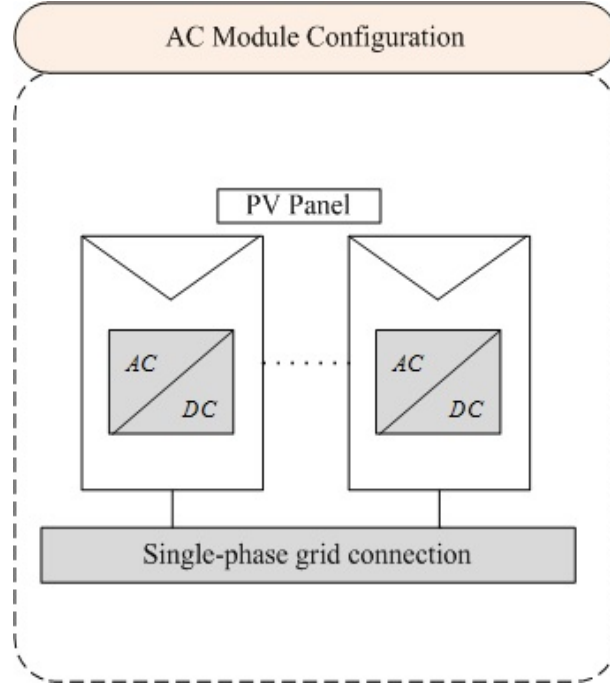 AC Module Configuration
PV Panel
AC
DC
AC
DC
Single-phase grid connection